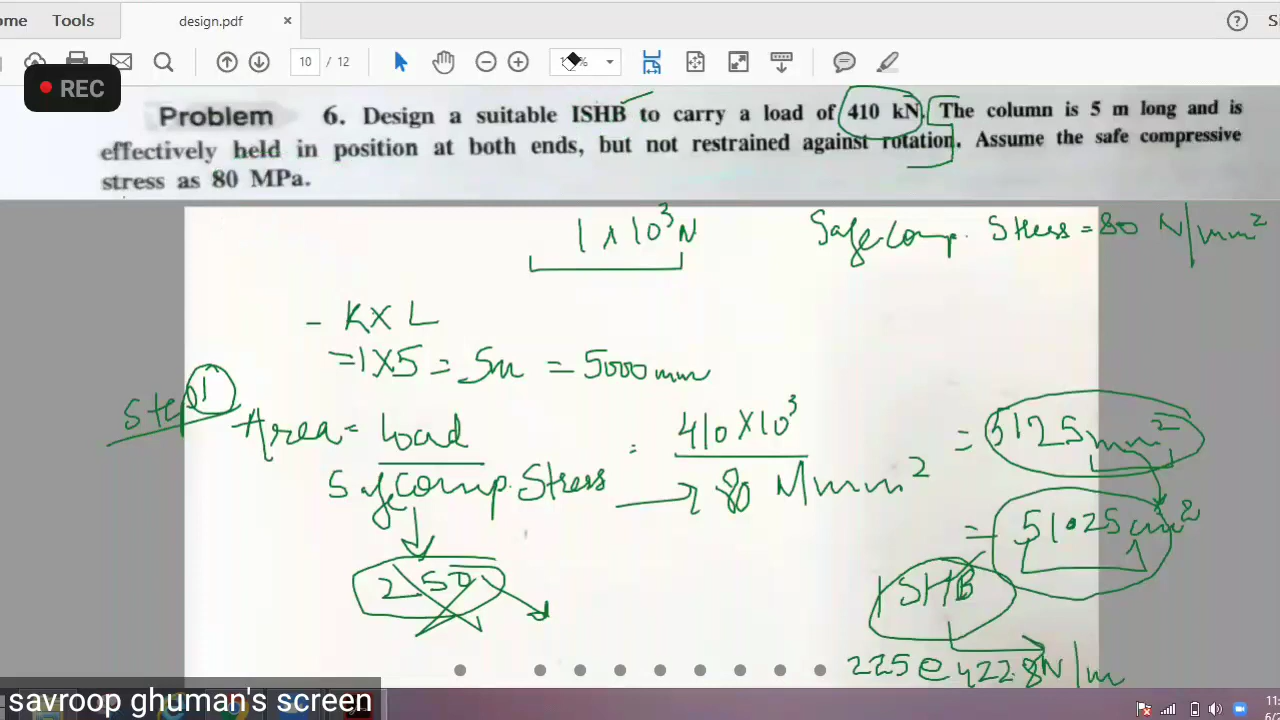 ome Tools design.pdf × ? S
10 / 12
REC
Problem 6. Design a suitable ISHB to carry a load of 410 kN. The column is 5 m long and is
effectively held in position at both ends, but not restrained against rotation. Assume the safe compressive
stress as 80 MPa.
1 x 10³ N Safe comp. Stress = 80 N/mm²
- K x L
= 1 x 5 = 5m = 5000 mm
Step 1
Area = Load / Safe comp. Stress = 410 x 10³ / 80 N/mm² = 5125 mm²
= 51.25 cm²
250
ISHB
225 @ 422.8 N/m
savroop ghuman's screen